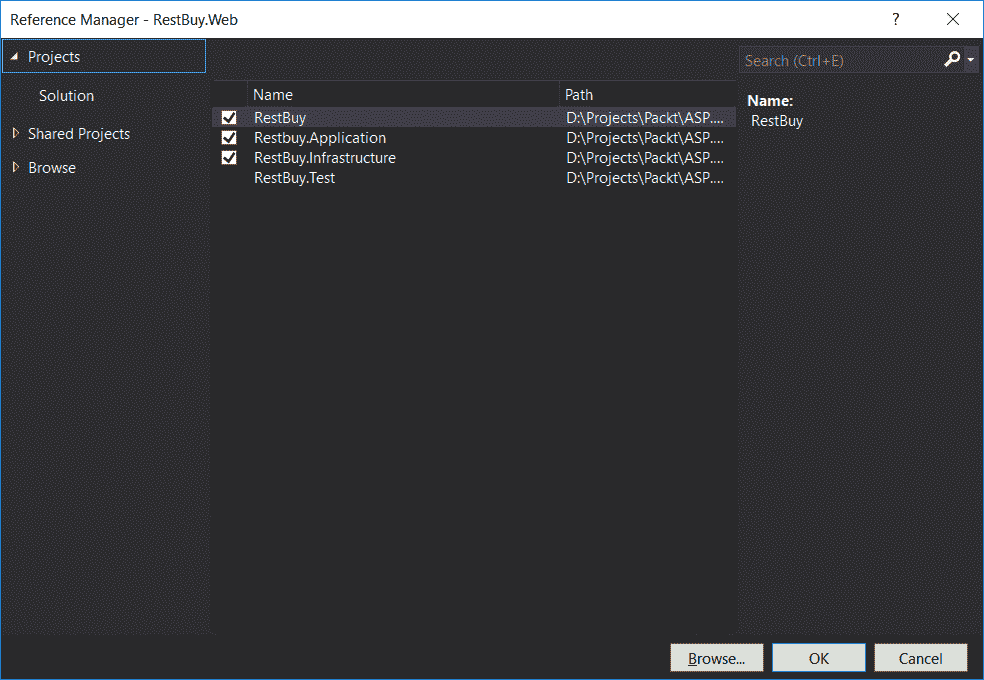 Reference Manager - RestBuy.Web ?
Projects
Search (Ctrl+E)
Solution
Shared Projects
Browse
Name Path
RestBuy D:\Projects\Packt\ASP....
Restbuy.Application D:\Projects\Packt\ASP....
RestBuy.Infrastructure D:\Projects\Packt\ASP....
RestBuy.Test D:\Projects\Packt\ASP....
Name:
RestBuy
Browse... OK Cancel